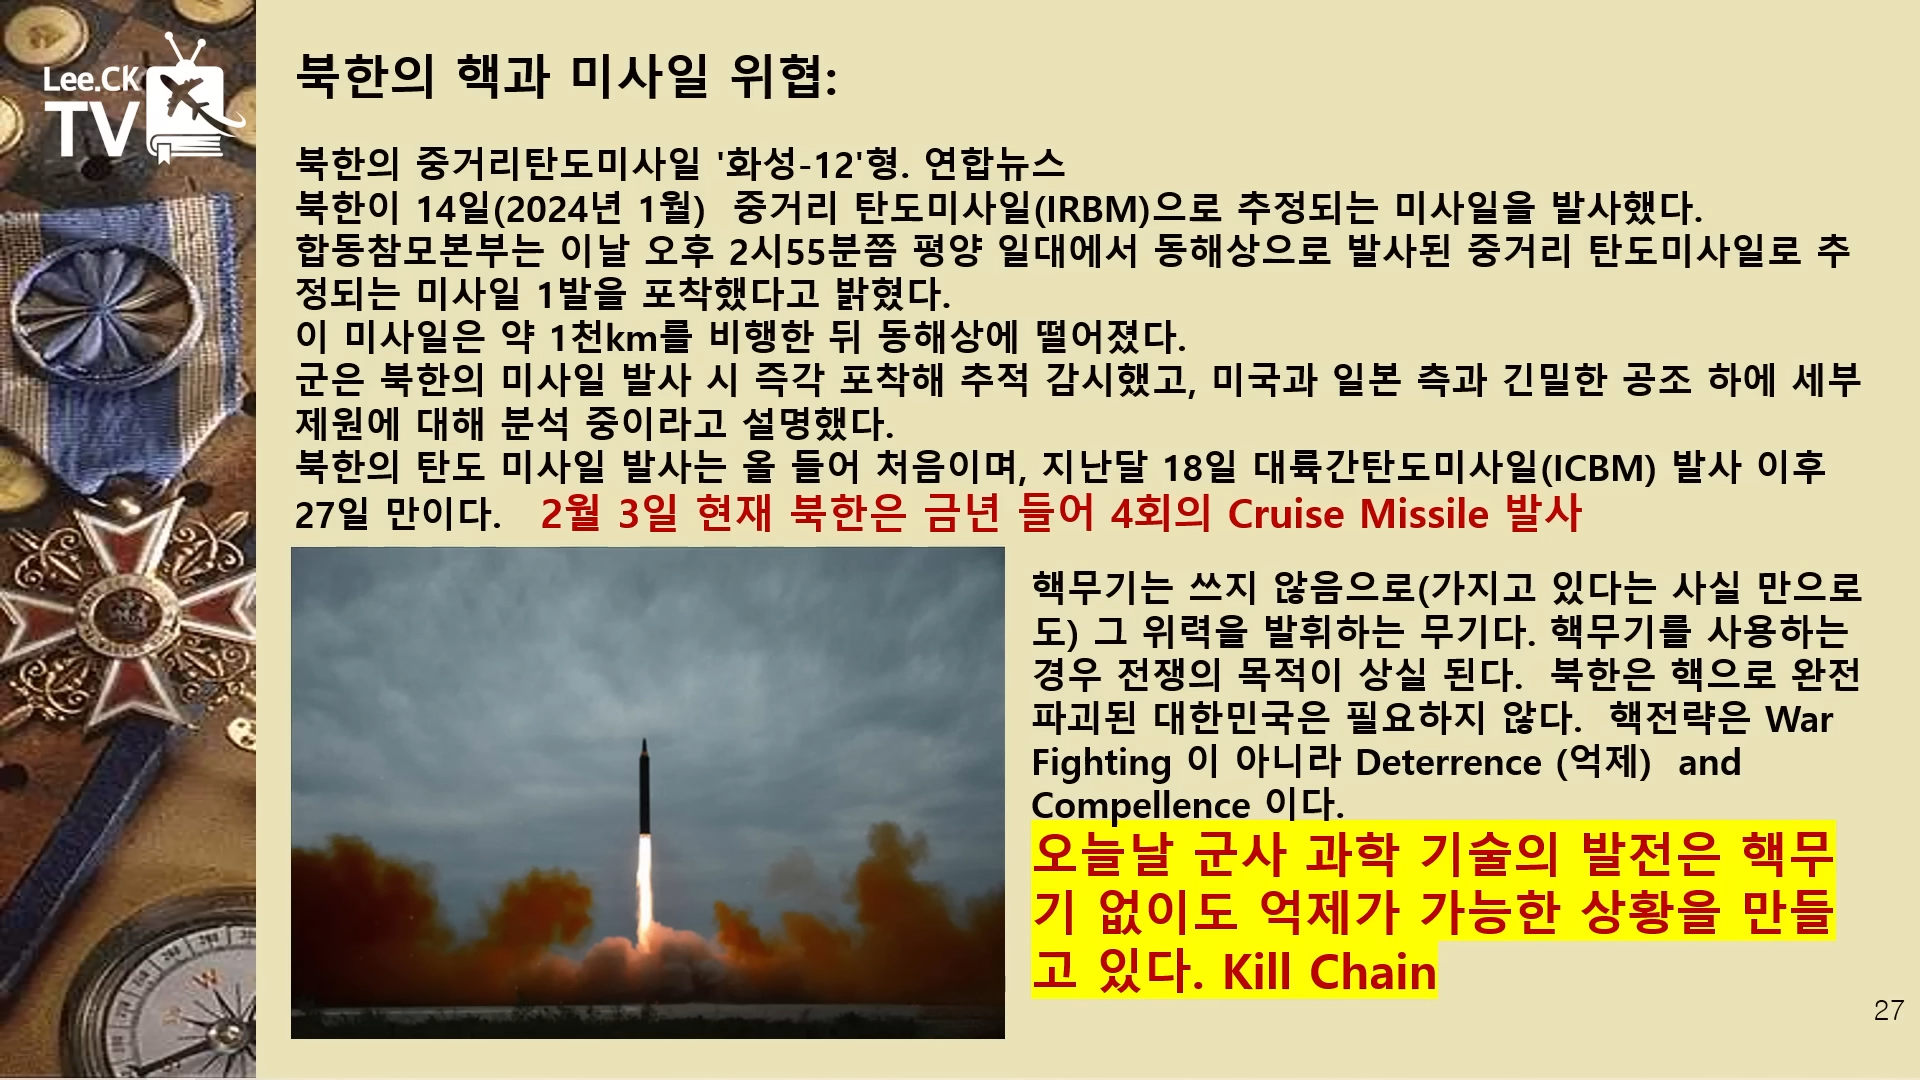 Lee.CK
TV
북한의 핵과 미사일 위협:
북한의 중거리탄도미사일 '화성-12'형. 연합뉴스
북한이 14일(2024년 1월) 중거리 탄도미사일(IRBM)으로 추정되는 미사일을 발사했다.
합동참모본부는 이날 오후 2시55분쯤 평양 일대에서 동해상으로 발사된 중거리 탄도미사일로 추
정되는 미사일 1발을 포착했다고 밝혔다.
이 미사일은 약 1천km를 비행한 뒤 동해상에 떨어졌다.
군은 북한의 미사일 발사 시 즉각 포착해 추적 감시했고, 미국과 일본 측과 긴밀한 공조 하에 세부
제원에 대해 분석 중이라고 설명했다.
북한의 탄도 미사일 발사는 올 들어 처음이며, 지난달 18일 대륙간탄도미사일(ICBM) 발사 이후
27일 만이다. 2월 3일 현재 북한은 금년 들어 4회의 Cruise Missile 발사
핵무기는 쓰지 않음으로(가지고 있다는 사실 만으로
도) 그 위력을 발휘하는 무기다. 핵무기를 사용하는
경우 전쟁의 목적이 상실 된다. 북한은 핵으로 완전
파괴된 대한민국은 필요하지 않다. 핵전략은 War
Fighting 이 아니라 Deterrence (억제) and
Compellence 이다.
오늘날 군사 과학 기술의 발전은 핵무
기 없이도 억제가 가능한 상황을 만들
고 있다. Kill Chain
W
27